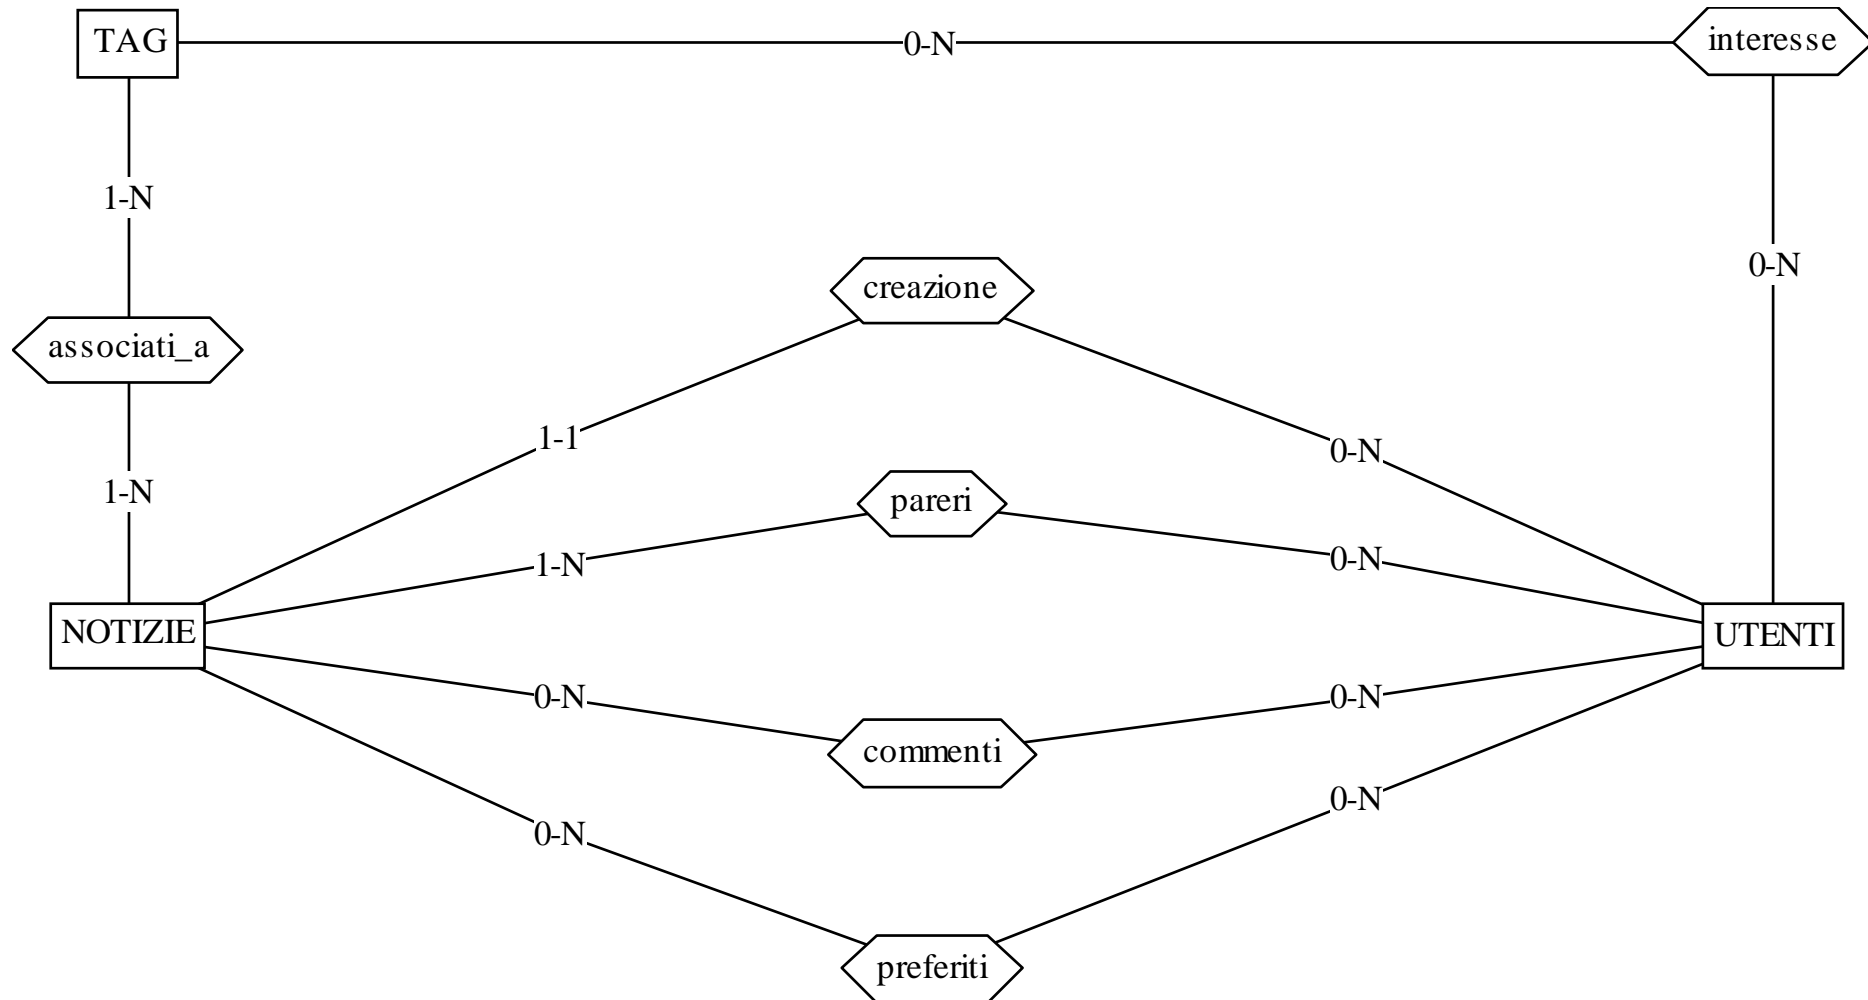 TAG
0-N
interesse
1-N
0-N
creazione
associati_a
1-1
0-N
1-N
pareri
1-N
0-N
NOTIZIE
UTENTI
0-N
0-N
commenti
0-N
0-N
preferiti